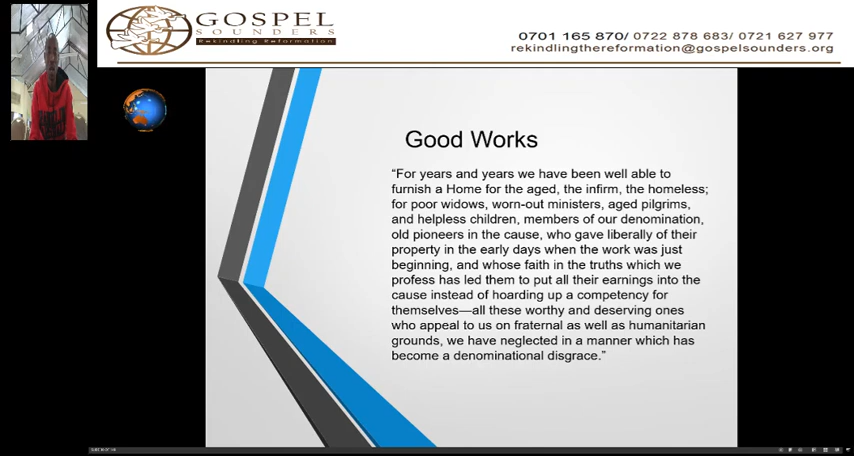 GOSPEL
SOUNDERS
Rekindling Reformation
0701 165 870/ 0722 878 683/ 0721 627 977
rekindlingthereformation@gospelsounders.org
Good Works
“For years and years we have been well able to
furnish a Home for the aged, the infirm, the homeless;
for poor widows, worn-out ministers, aged pilgrims,
and helpless children, members of our denomination,
old pioneers in the cause, who gave liberally of their
property in the early days when the work was just
beginning, and whose faith in the truths which we
profess has led them to put all their earnings into the
cause instead of hoarding up a competency for
themselves—all these worthy and deserving ones
who appeal to us on fraternal as well as humanitarian
grounds, we have neglected in a manner which has
become a denominational disgrace.”